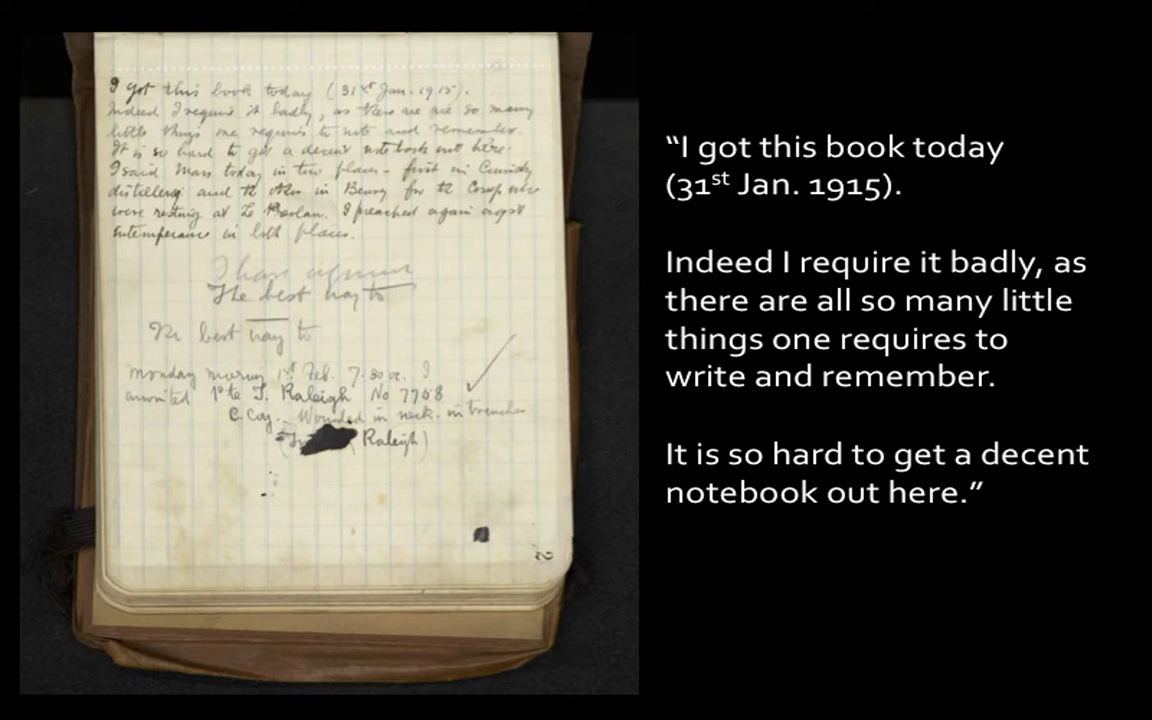 I got this book today (31st Jan. 1915).
Indeed I require it badly, as there are so many
little things one requires to note and remember.
It is so hard to get a decent notebook out here.
I said Mass today in two places - first in
distillery and the other in for the
were resting at I preached again
intemperance in both places.
I have
The best way to
The best way to
Monday morning 1st Feb. 7.30 I
anointed Pte J. Raleigh No 7708
C. Coy. Wounded in neck. in trenches
Raleigh)
2
“I got this book today
(31st Jan. 1915).
Indeed I require it badly, as
there are all so many little
things one requires to
write and remember.
It is so hard to get a decent
notebook out here.”